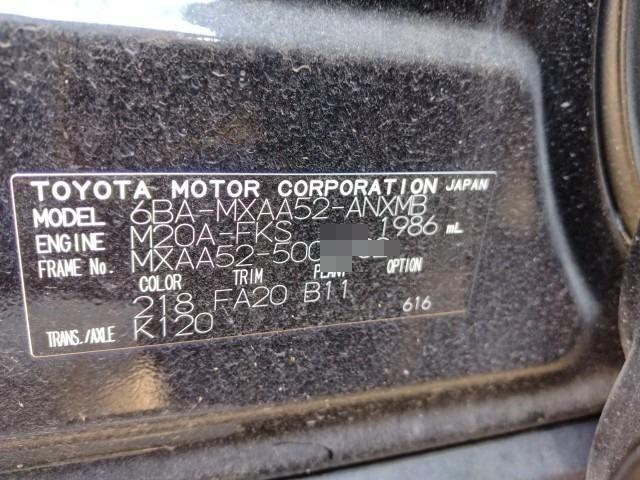 TOYOTA MOTOR CORPORATION JAPAN
MODEL 6BA-MXAA52-ANXMB
ENGINE M20A-FKS 1986 mL
FRAME No. MXAA52-500
COLOR TRIM PLANT OPTION
218 FA20 B11 616
TRANS./AXLE K120